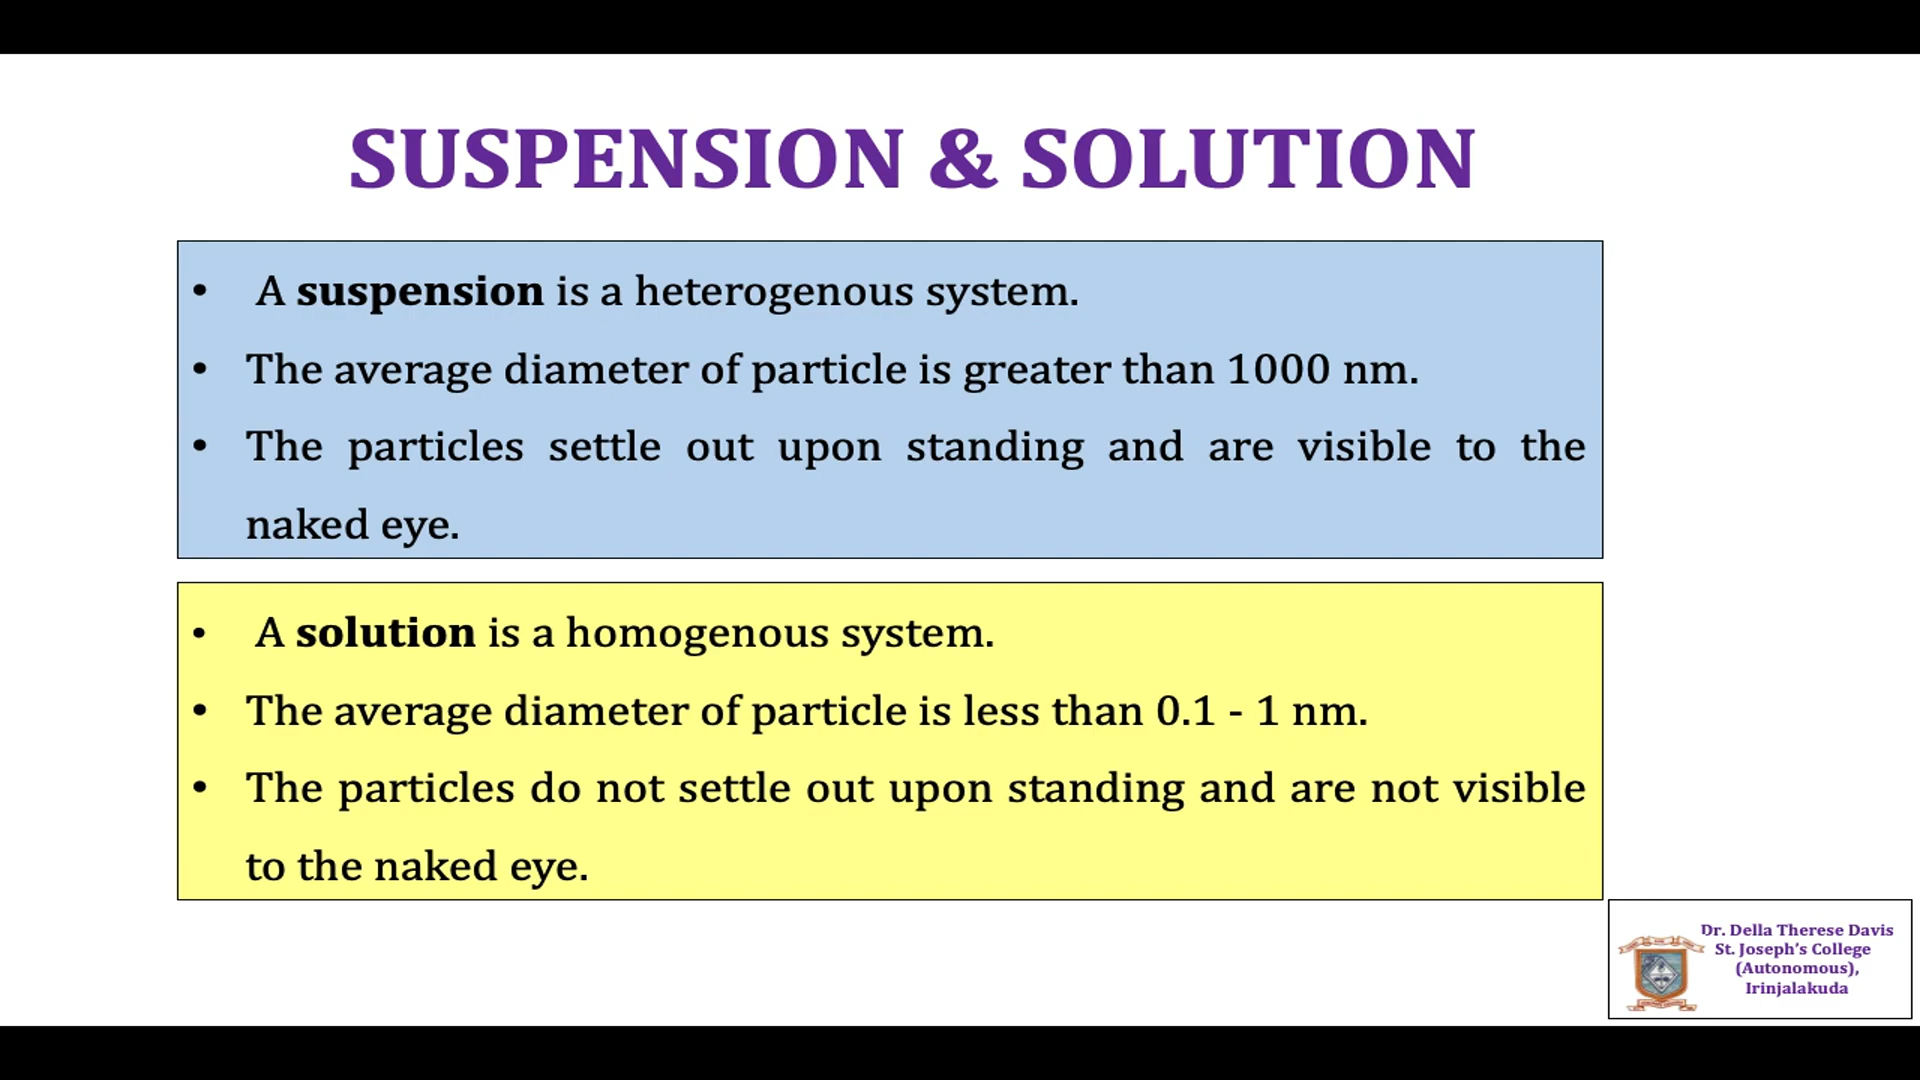 SUSPENSION & SOLUTION
• A suspension is a heterogenous system.
• The average diameter of particle is greater than 1000 nm.
• The particles settle out upon standing and are visible to the
naked eye.
• A solution is a homogenous system.
• The average diameter of particle is less than 0.1 - 1 nm.
• The particles do not settle out upon standing and are not visible
to the naked eye.
Dr. Della Therese Davis
St. Joseph's College
(Autonomous),
Irinjalakuda